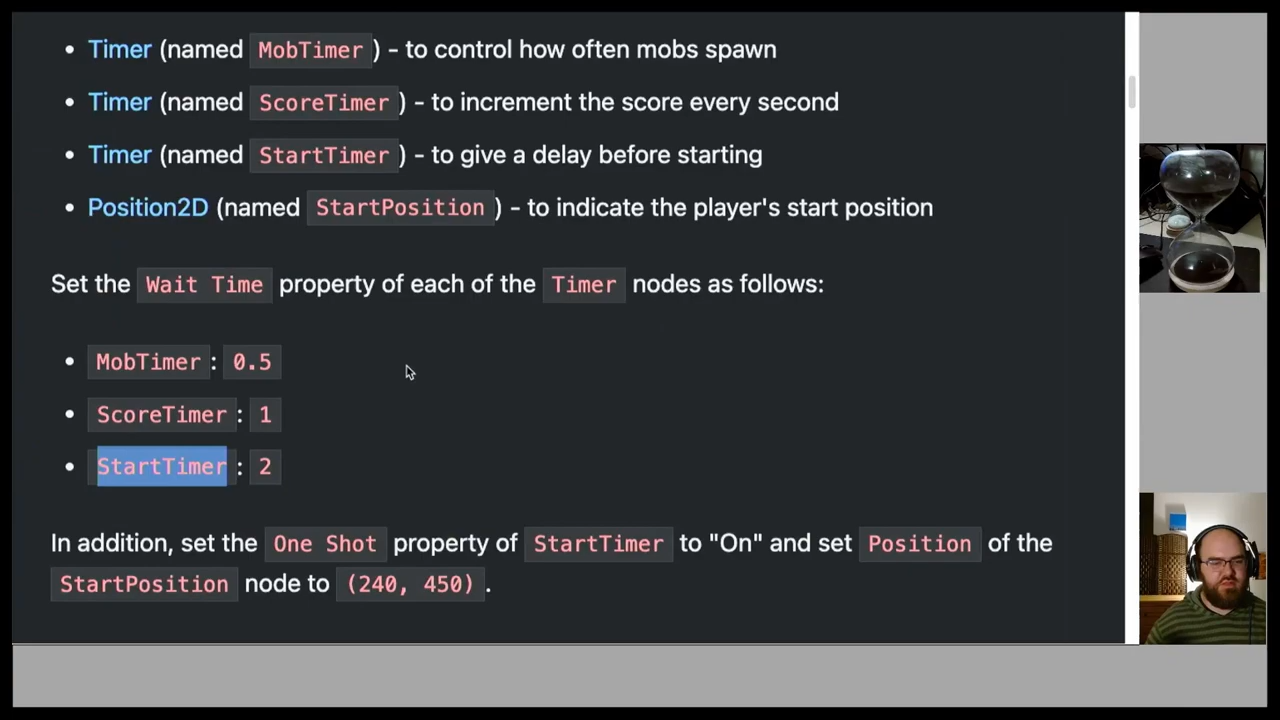 Timer (named MobTimer) - to control how often mobs spawn
Timer (named ScoreTimer) - to increment the score every second
Timer (named StartTimer) - to give a delay before starting
Position2D (named StartPosition) - to indicate the player's start position
Set the Wait Time property of each of the Timer nodes as follows:
MobTimer: 0.5
ScoreTimer: 1
StartTimer: 2
In addition, set the One Shot property of StartTimer to "On" and set Position of the
StartPosition node to (240, 450).